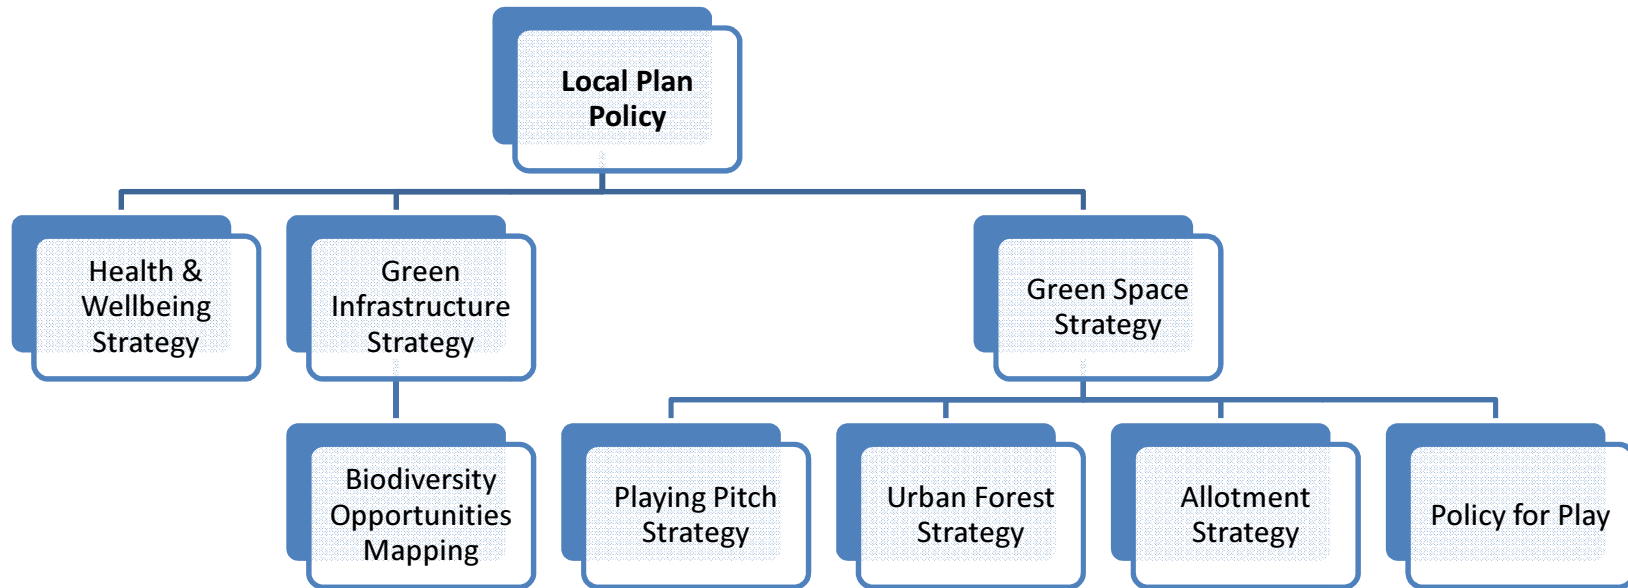 Local Plan
Policy
Health &
Wellbeing
Strategy
Green
Infrastructure
Strategy
Green Space
Strategy
Biodiversity
Opportunities
Mapping
Playing Pitch
Strategy
Urban Forest
Strategy
Allotment
Strategy
Policy for Play